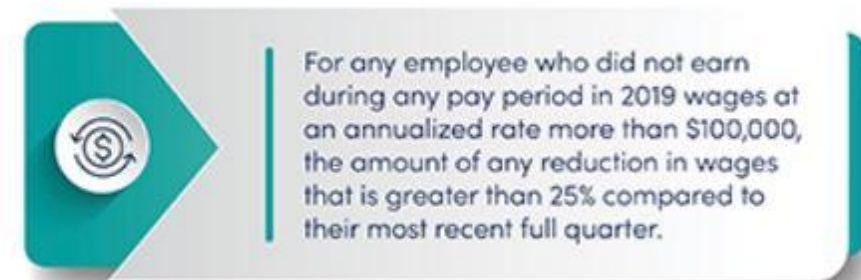 For any employee who did not earn
during any pay period in 2019 wages at
an annualized rate more than $100,000,
the amount of any reduction in wages
that is greater than 25% compared to
their most recent full quarter.
$